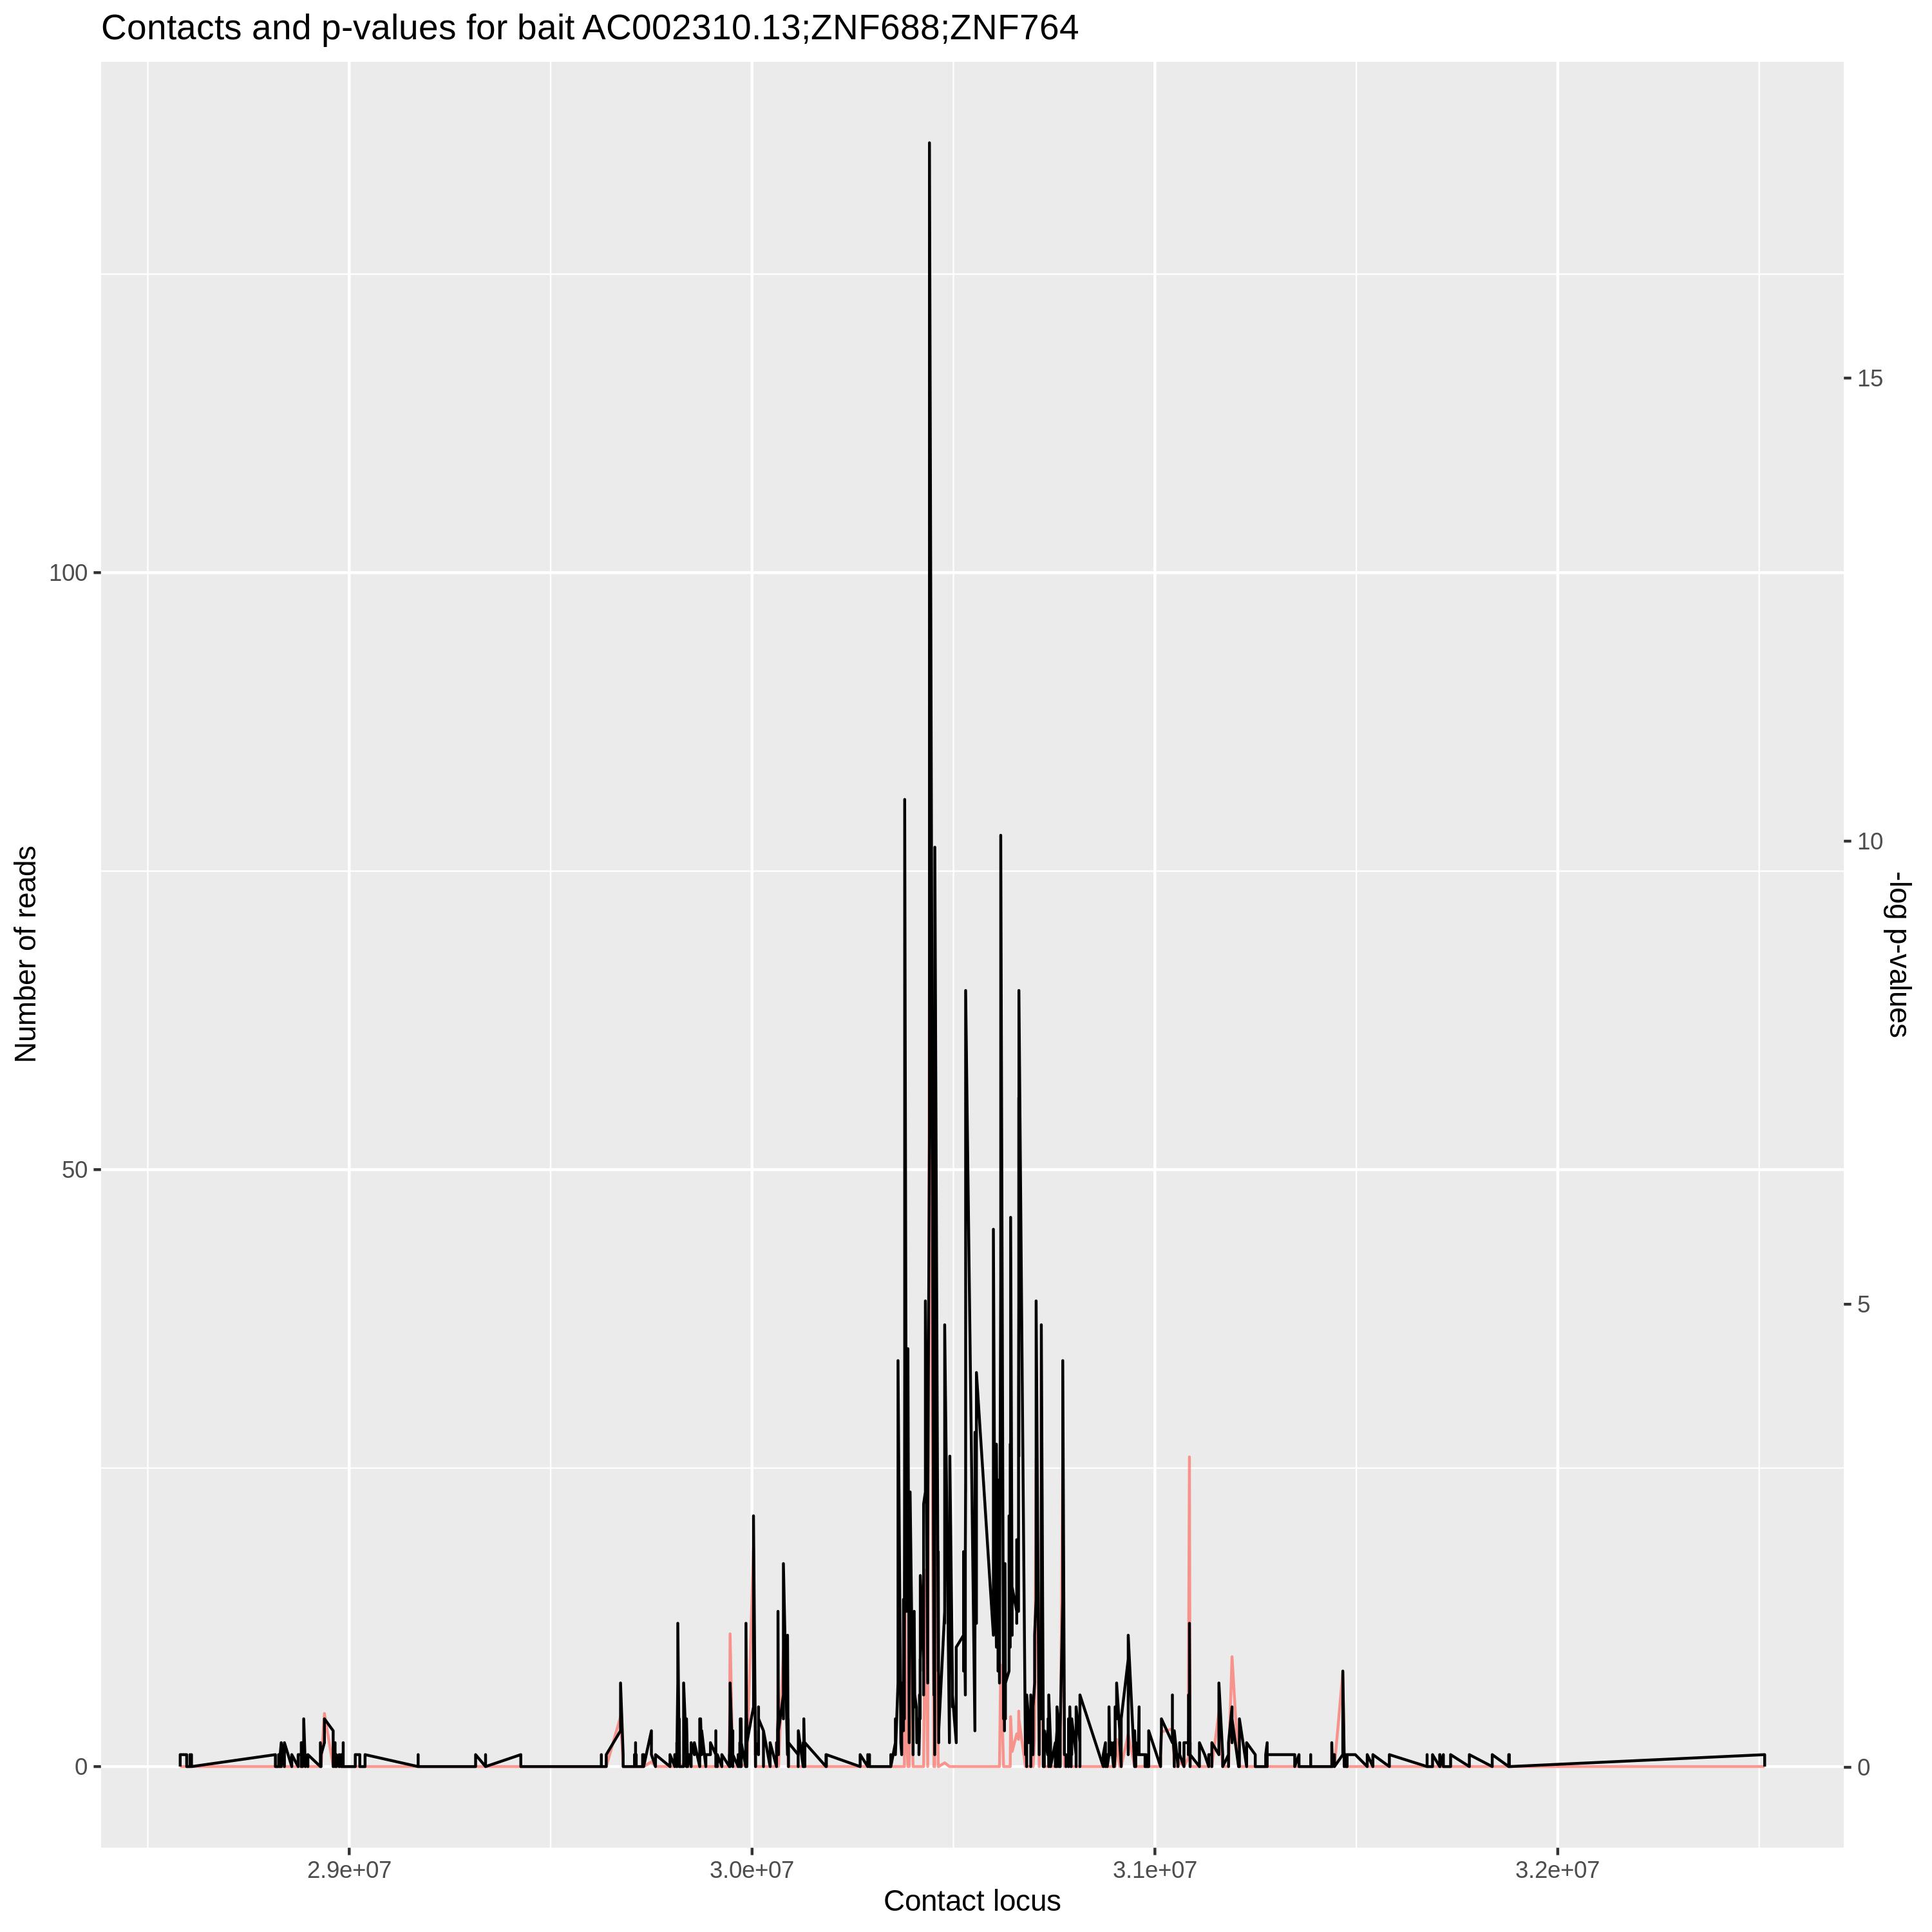 Contacts and p-values for bait AC002310.13;ZNF688;ZNF764
Number of reads
100
50
0
15
10
5
0
-log p-values
2.9e+07
3.0e+07
3.1e+07
3.2e+07
Contact locus